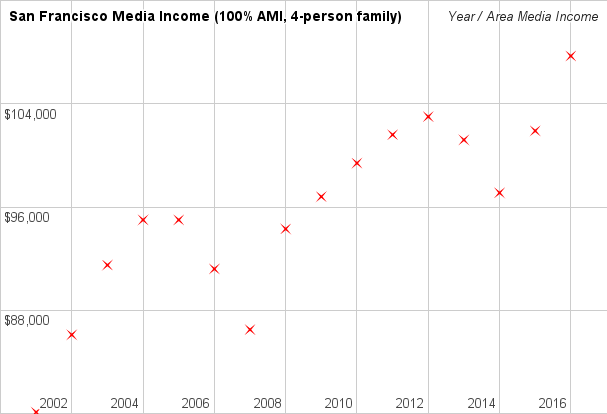 San Francisco Media Income (100% AMI, 4-person family)
Year / Area Media Income
$104,000
$96,000
$88,000
2002 2004 2006 2008 2010 2012 2014 2016